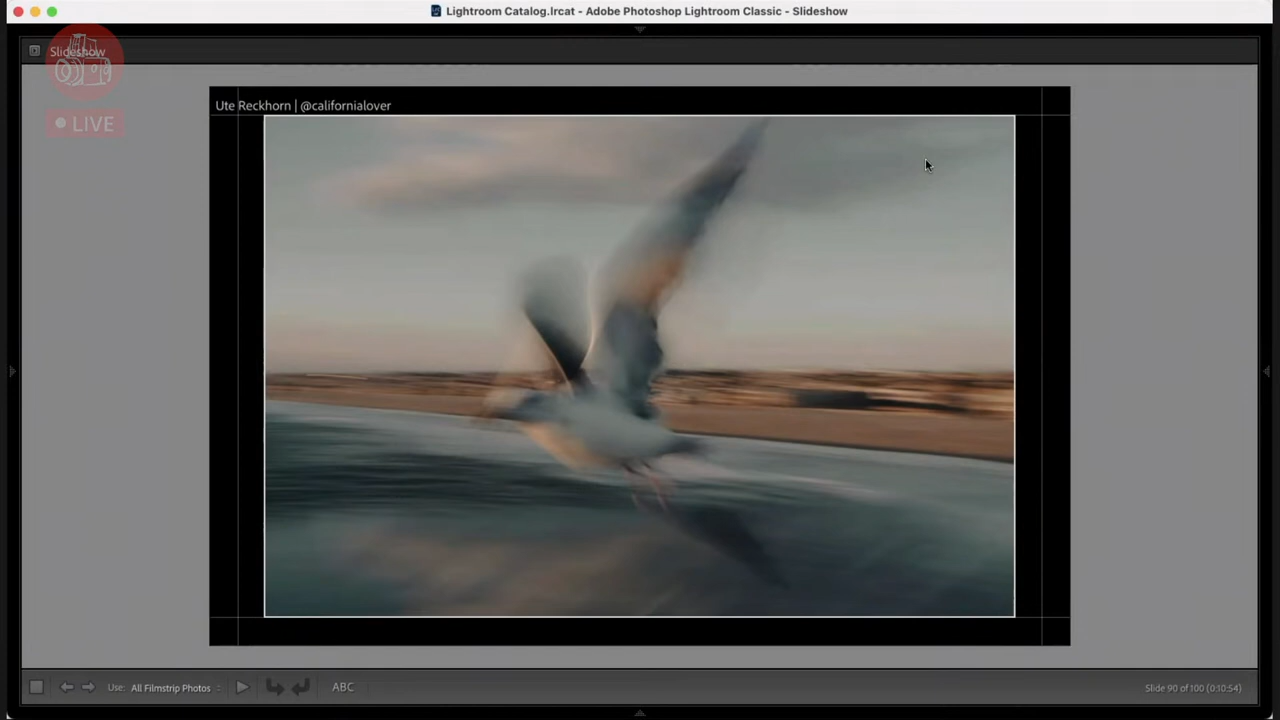 Lightroom Catalog.lrcat - Adobe Photoshop Lightroom Classic - Slideshow
Slideshow
LIVE
Ute Reckhorn | @californialover
Use: All Filmstrip Photos
ABC
Slide 90 of 100 (0:10:54)